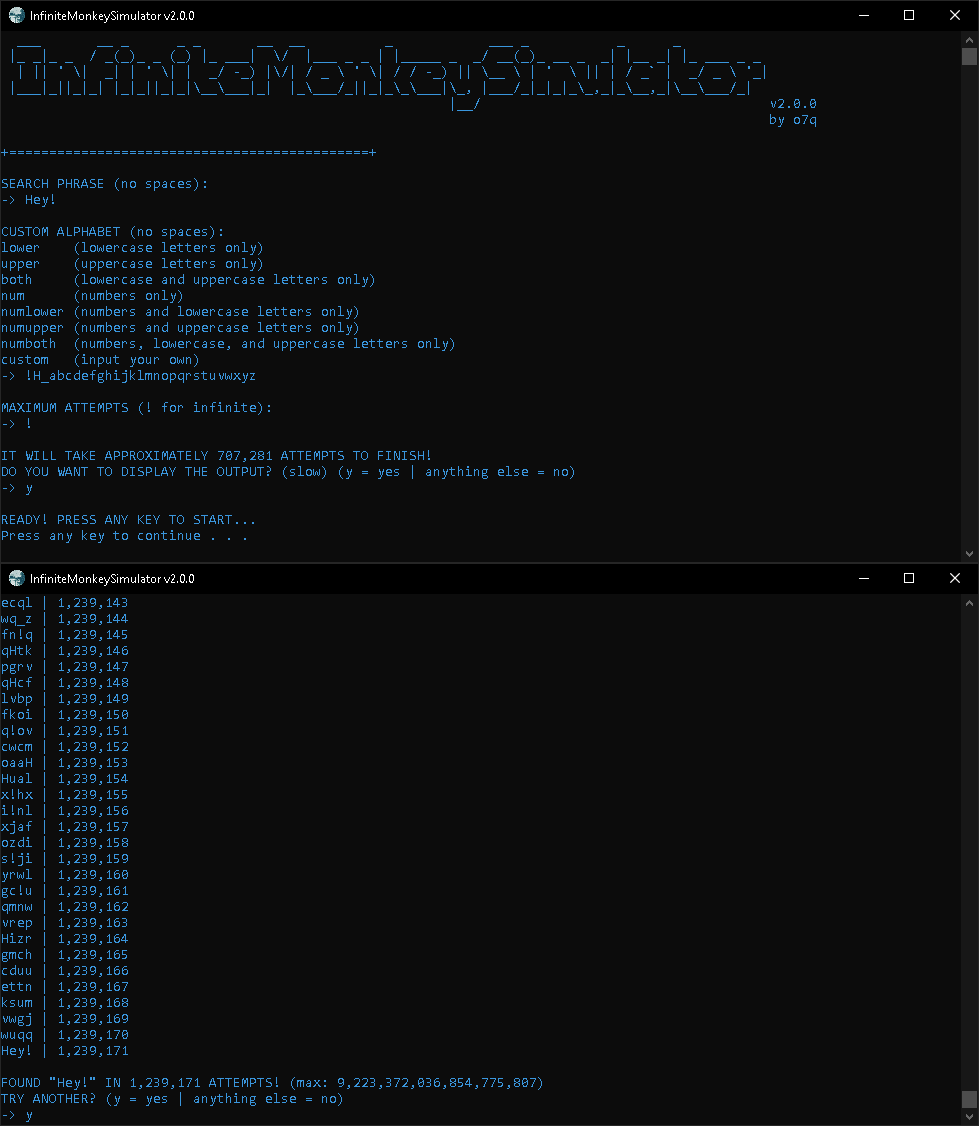 InfiniteMonkeySimulator v2.0.0
InfiniteMonkeySimulator
v2.0.0
by o7q
+=============================================+
SEARCH PHRASE (no spaces):
-> Hey!
CUSTOM ALPHABET (no spaces):
lower    (lowercase letters only)
upper    (uppercase letters only)
both     (lowercase and uppercase letters only)
num      (numbers only)
numlower (numbers and lowercase letters only)
numupper (numbers and uppercase letters only)
numboth  (numbers, lowercase, and uppercase letters only)
custom   (input your own)
-> !H_abcdefghijklmnopqrstuvwxyz
MAXIMUM ATTEMPTS (! for infinite):
-> !
IT WILL TAKE APPROXIMATELY 707,281 ATTEMPTS TO FINISH!
DO YOU WANT TO DISPLAY THE OUTPUT? (slow) (y = yes | anything else = no)
-> y
READY! PRESS ANY KEY TO START...
Press any key to continue . . .
InfiniteMonkeySimulator v2.0.0
ecql | 1,239,143
wq_z | 1,239,144
fn!q | 1,239,145
qHtk | 1,239,146
pgrv | 1,239,147
qHcf | 1,239,148
lvbp | 1,239,149
fkoi | 1,239,150
q!ov | 1,239,151
cwcm | 1,239,152
oaaH | 1,239,153
Hual | 1,239,154
x!hx | 1,239,155
i!nl | 1,239,156
xjaf | 1,239,157
ozdi | 1,239,158
s!ji | 1,239,159
yrwl | 1,239,160
gc!u | 1,239,161
qmnw | 1,239,162
vrep | 1,239,163
Hizr | 1,239,164
gmch | 1,239,165
cduu | 1,239,166
ettn | 1,239,167
ksum | 1,239,168
vwgj | 1,239,169
wuqq | 1,239,170
Hey! | 1,239,171
FOUND "Hey!" IN 1,239,171 ATTEMPTS! (max: 9,223,372,036,854,775,807)
TRY ANOTHER? (y = yes | anything else = no)
-> y